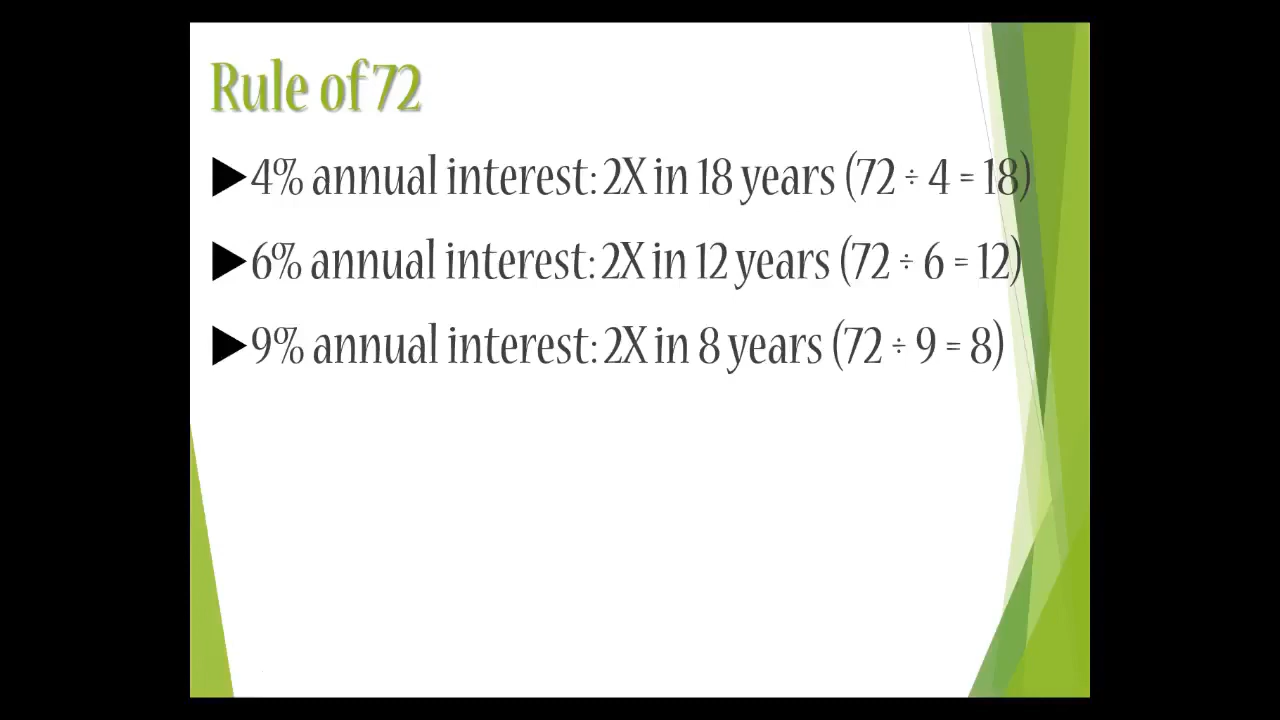 Rule of 72
4% annual interest: 2X in 18 years (72 ÷ 4 = 18)
6% annual interest: 2X in 12 years (72 ÷ 6 = 12)
9% annual interest: 2X in 8 years (72 ÷ 9 = 8)